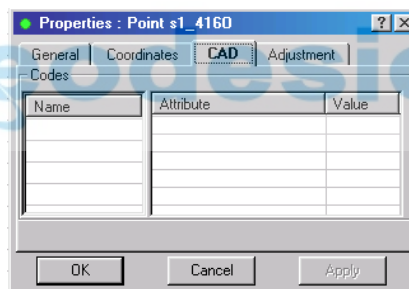 Properties : Point s1_4160 ? X
General Coordinates CAD Adjustment
Codes
Name Attribute Value
OK Cancel Apply